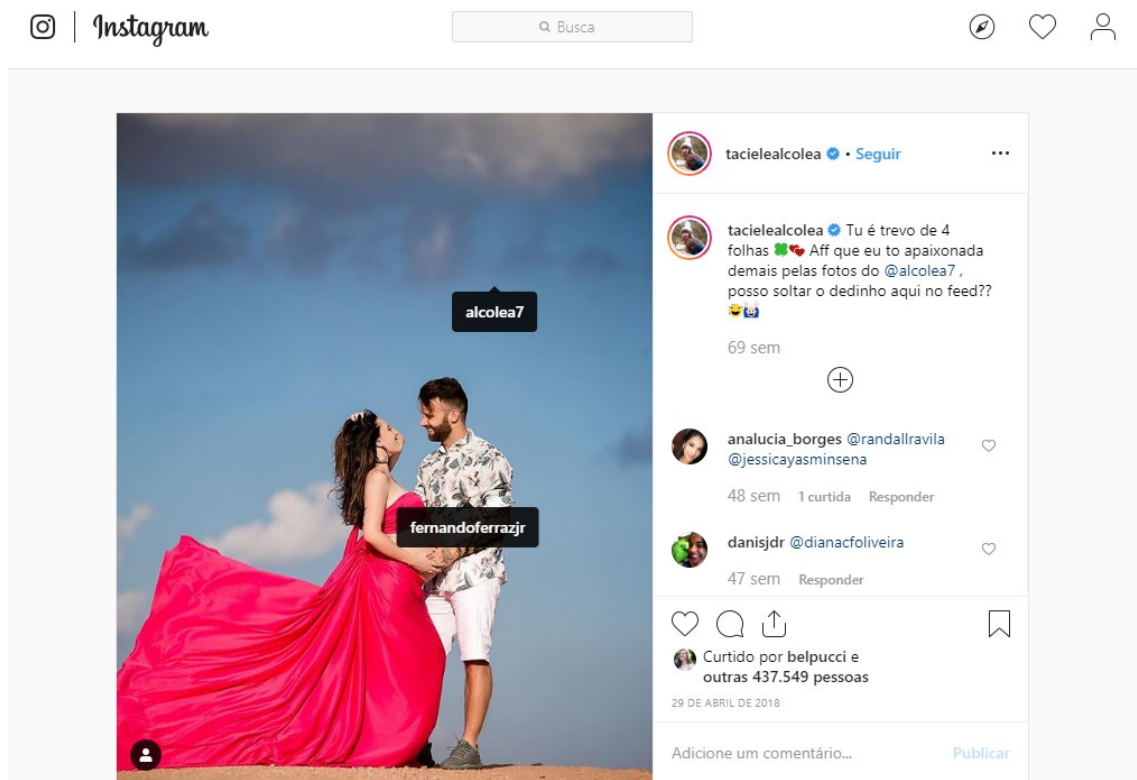 Instagram
Busca
alcolea7
fernandoferrazjr
tacielealcolea • Seguir
tacielealcolea Tu é trevo de 4
folhas 🍀💕 Aff que eu to apaixonada
demais pelas fotos do @alcolea7 ,
posso soltar o dedinho aqui no feed??
69 sem
analucia_borges @randallravila
@jessicayasminsena
48 sem 1 curtida Responder
danisjdr @dianacfoliveira
47 sem Responder
Curtido por belpucci e
outras 437.549 pessoas
29 DE ABRIL DE 2018
Adicione um comentário... Publicar